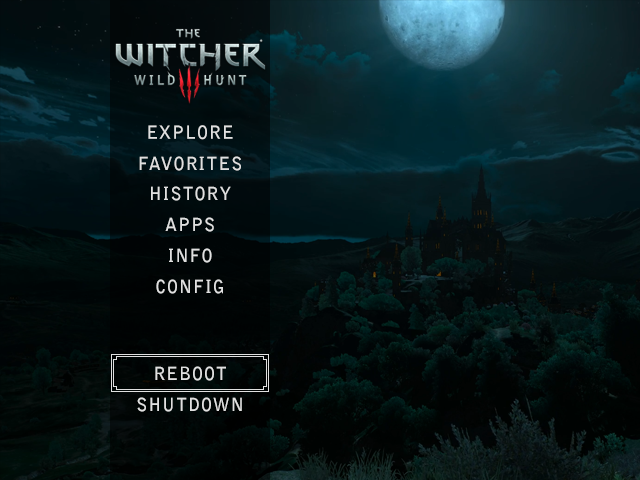 THE
WITCHER
WILD HUNT
EXPLORE
FAVORITES
HISTORY
APPS
INFO
CONFIG
REBOOT
SHUTDOWN